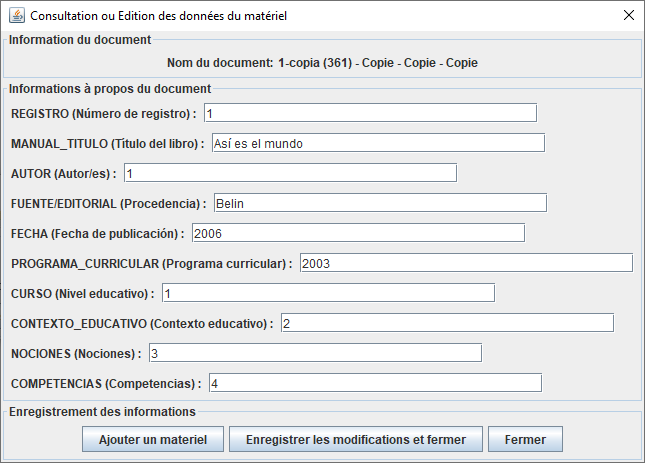 Consultation ou Edition des données du matériel
Information du document
Nom du document: 1-copia (361) - Copie - Copie - Copie
Informations à propos du document
REGISTRO (Número de registro) : 1
MANUAL_TITULO (Título del libro) : Así es el mundo
AUTOR (Autor/es) : 1
FUENTE/EDITORIAL (Procedencia) : Belin
FECHA (Fecha de publicación) : 2006
PROGRAMA_CURRICULAR (Programa curricular) : 2003
CURSO (Nivel educativo) : 1
CONTEXTO_EDUCATIVO (Contexto educativo) : 2
NOCIONES (Nociones) : 3
COMPETENCIAS (Competencias) : 4
Enregistrement des informations
Ajouter un materiel Enregistrer les modifications et fermer Fermer